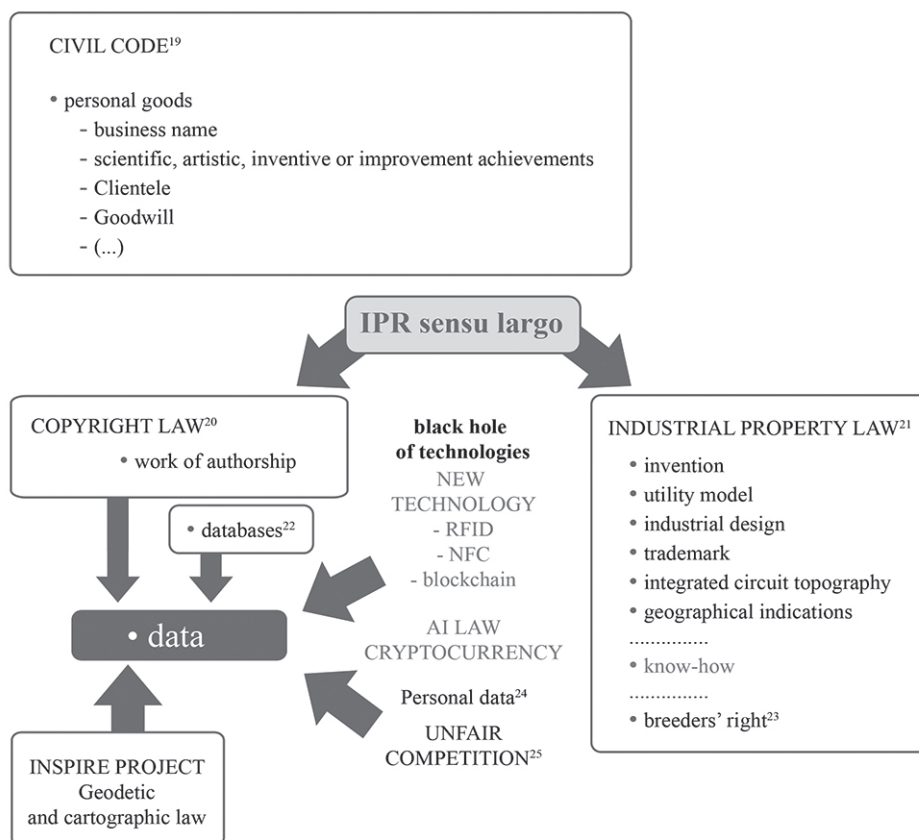 CIVIL CODE¹⁹
• personal goods
- business name
- scientific, artistic, inventive or improvement achievements
- Clientele
- Goodwill
- (...)
IPR sensu largo
COPYRIGHT LAW²⁰
• work of authorship
• databases²²
• data
INSPIRE PROJECT
Geodetic
and cartographic law
black hole
of technologies
NEW
TECHNOLOGY
- RFID
- NFC
- blockchain
AI LAW
CRYPTOCURRENCY
Personal data²⁴
UNFAIR
COMPETITION²⁵
INDUSTRIAL PROPERTY LAW²¹
• invention
• utility model
• industrial design
• trademark
• integrated circuit topography
• geographical indications
...............
• know-how
...............
• breeders' right²³